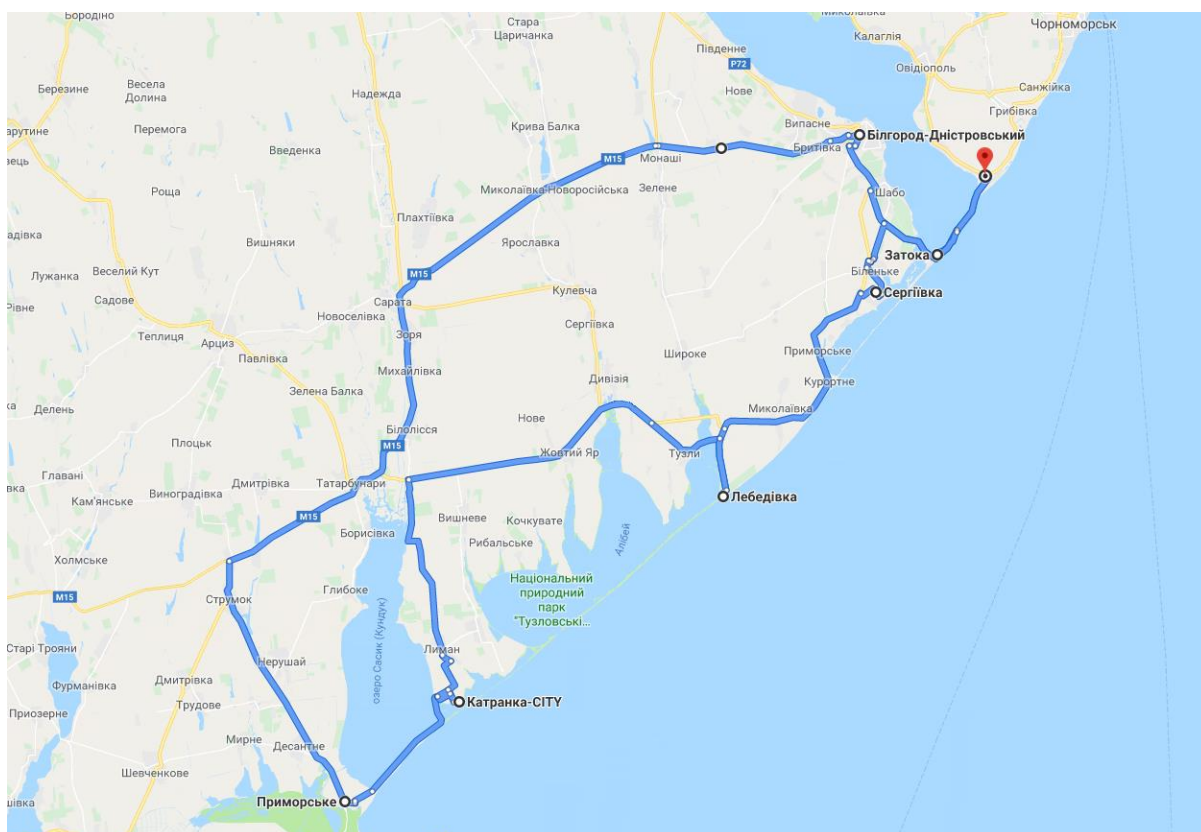 Бородіно
Стара
Царичанка
Миколаївка
Чорноморськ
Калаглія
Південне
P72
Овідіополь
Березине
Весела
Долина
Надежда
Нове
Санжійка
Грибівка
арутине
Перемога
Крива Балка
Випасне
Білгород-Дністровський
вець
Введенка
M15
Монаші
Бритівка
Роща
Миколаївка-Новоросійська
Зелене
Шабо
Плахтіївка
адівка
Вишняки
Ярославка
Затока
Лужанка
Веселий Кут
M15
Біленьке
Садове
Сарата
Кулевча
Сергіївка
Рівне
Новоселівка
Теплиця
Арциз
Зоря
Сергіївка
Павлівка
Широке
Приморське
Михайлівка
Дивізія
Курортне
Зелена Балка
ка
Делень
Нове
Миколаївка
Білолісся
Плоцьк
M15
Жовтий Яр
Тузли
Главані
Татарбунари
Дмитрівка
вка
Кам'янське
Виноградівка
Лебедівка
M15
Вишневе
Кочкувате
Борисівка
Рибальське
Алібей
Холмське
Національний
природний
парк
"Тузловські...
Глибоке
M15
Струмок
озеро Сасик (Кундук)
Старі Трояни
Лиман
Нерушай
Фурманівка
Дмитрівка
Катранка-CITY
Трудове
Приозерне
Мирне
Десантне
Шевченкове
Приморське
шівка